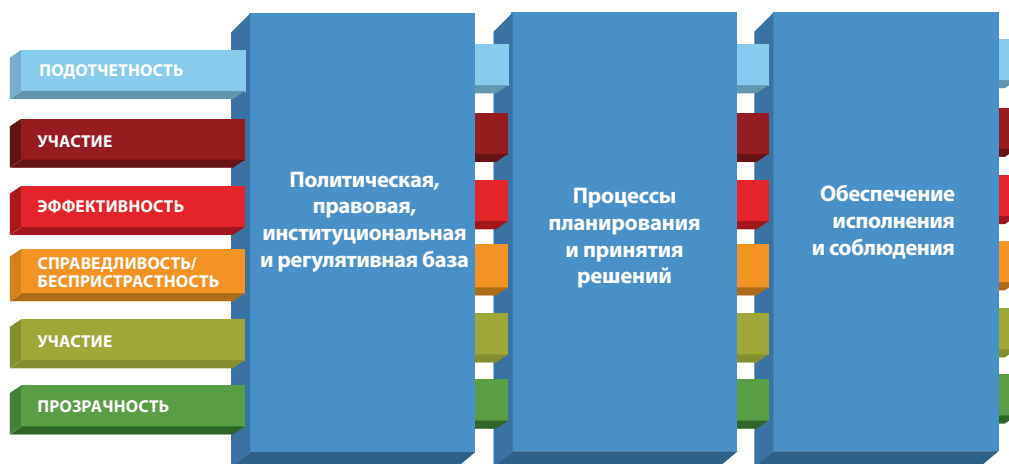 ПОДОТЧЕТНОСТЬ
УЧАСТИЕ
ЭФФЕКТИВНОСТЬ
СПРАВЕДЛИВОСТЬ/
БЕСПРИСТРАСТНОСТЬ
УЧАСТИЕ
ПРОЗРАЧНОСТЬ
Политическая,
правовая,
институциональная
и регулятивная база
Процессы
планирования
и принятия
решений
Обеспечение
исполнения
и соблюдения